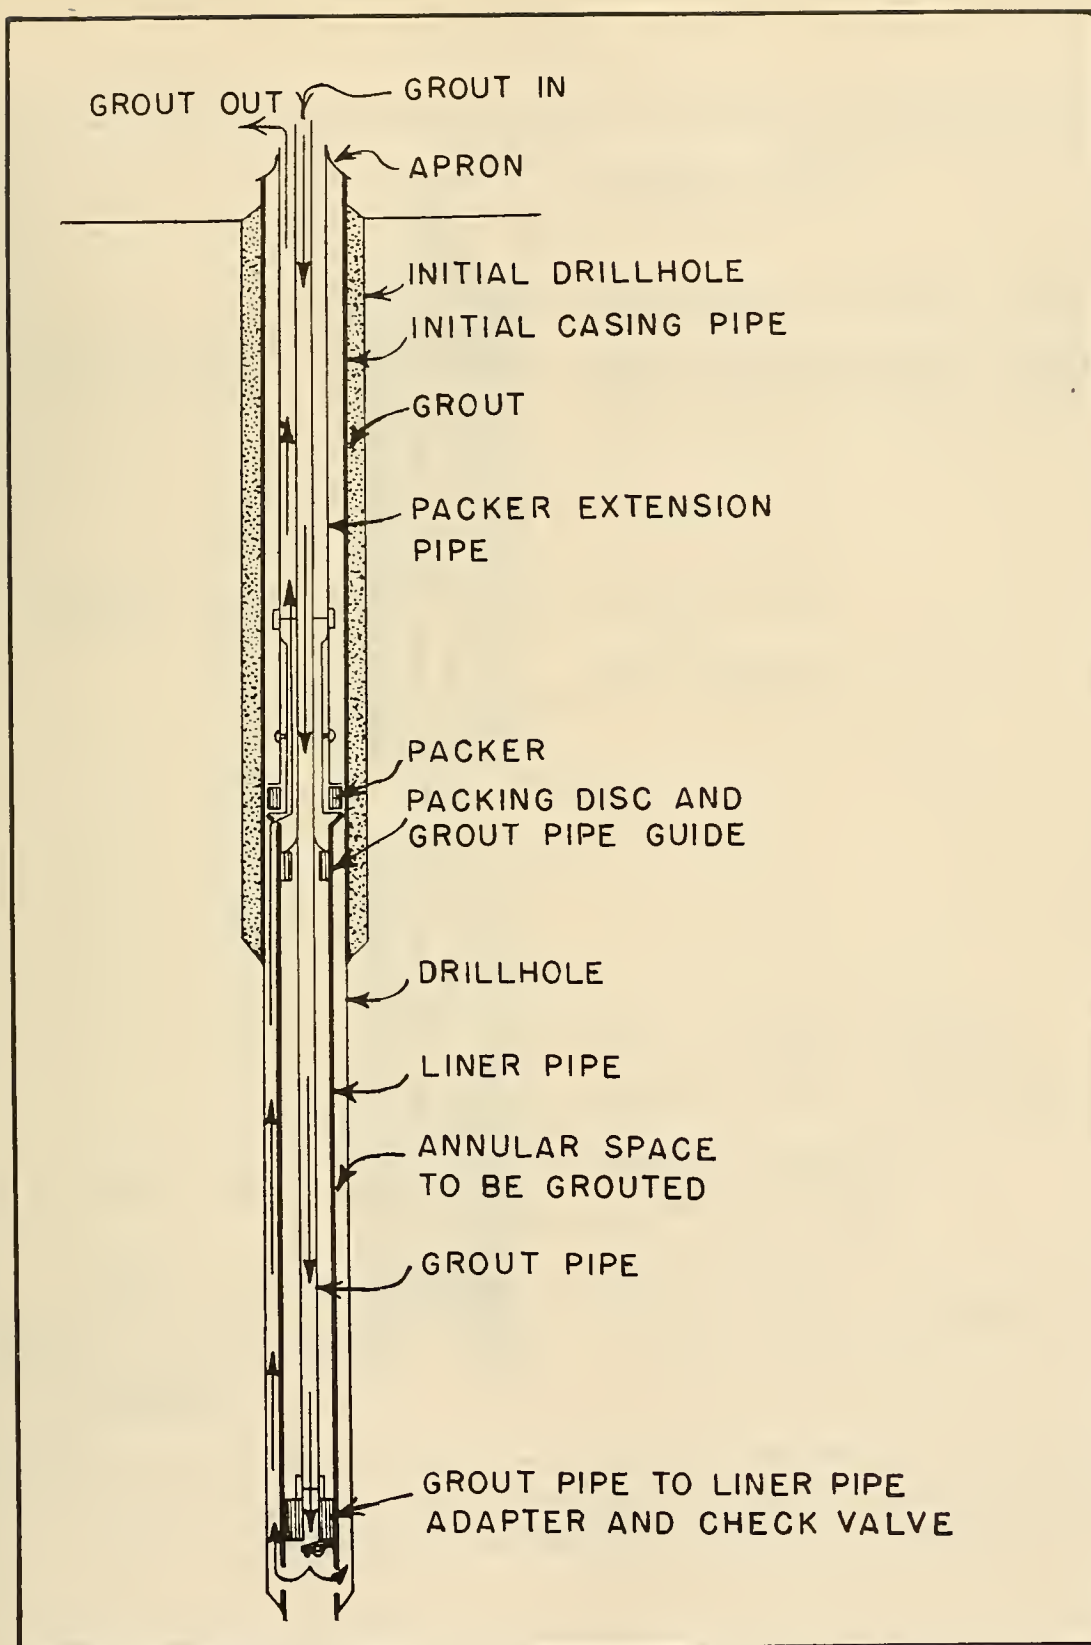 GROUT OUT
GROUT IN
APRON
INITIAL DRILLHOLE
INITIAL CASING PIPE
GROUT
PACKER EXTENSION
PIPE
PACKER
PACKING DISC AND
GROUT PIPE GUIDE
DRILLHOLE
LINER PIPE
ANNULAR SPACE
TO BE GROUTED
GROUT PIPE
GROUT PIPE TO LINER PIPE
ADAPTER AND CHECK VALVE